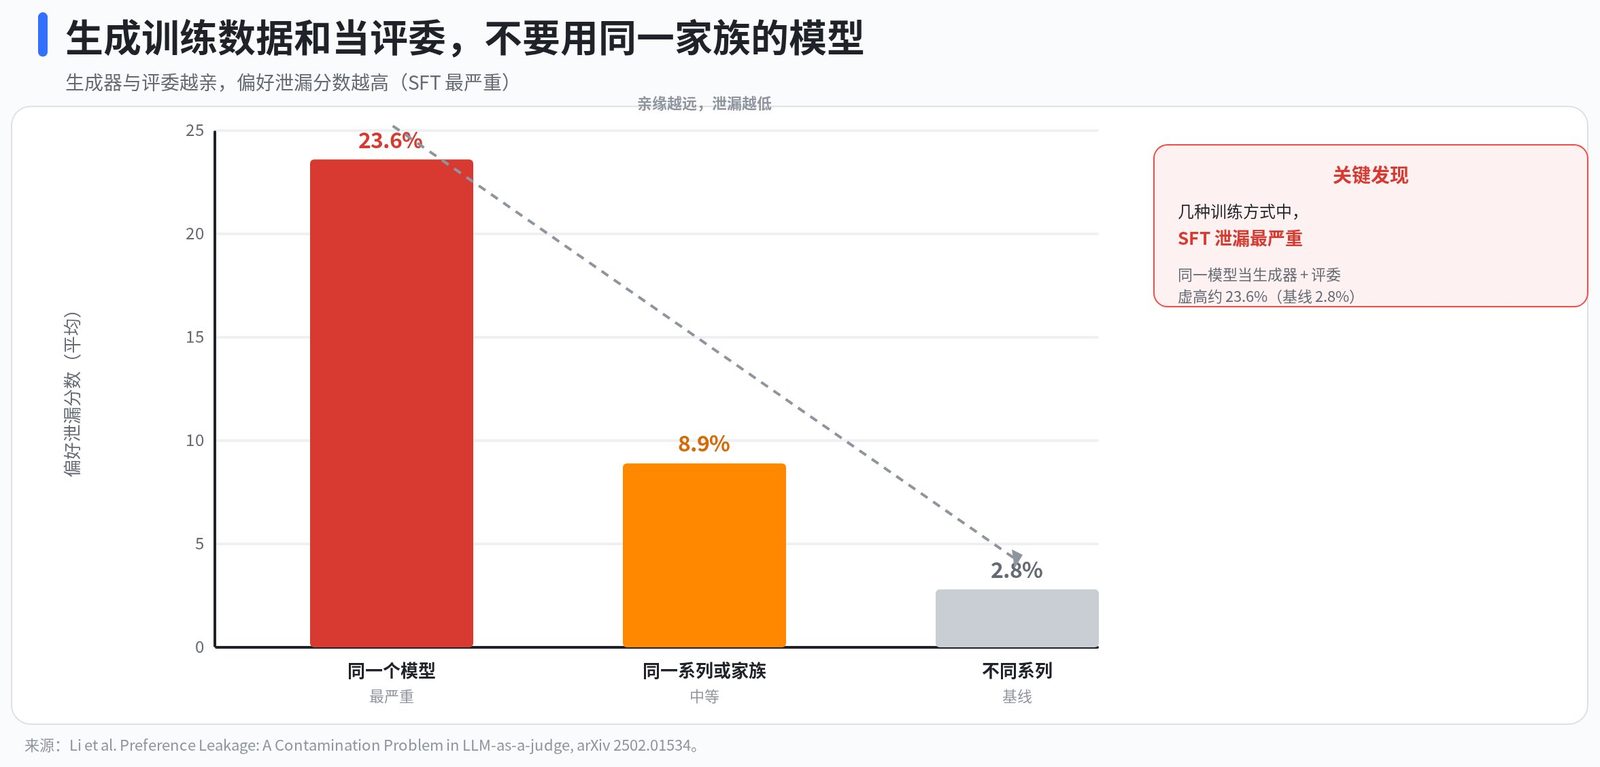 生成训练数据和当评委，不要用同一家族的模型
生成器与评委越亲，偏好泄漏分数越高（SFT 最严重）
亲缘越远，泄漏越低
偏好泄漏分数（平均）
25
20
15
10
5
0
23.6%
8.9%
2.8%
同一个模型
最严重
同一系列或家族
中等
不同系列
基线
关键发现
几种训练方式中，
SFT 泄漏最严重
同一模型当生成器 + 评委
虚高约 23.6%（基线 2.8%）
来源：Li et al. Preference Leakage: A Contamination Problem in LLM-as-a-judge, arXiv 2502.01534。